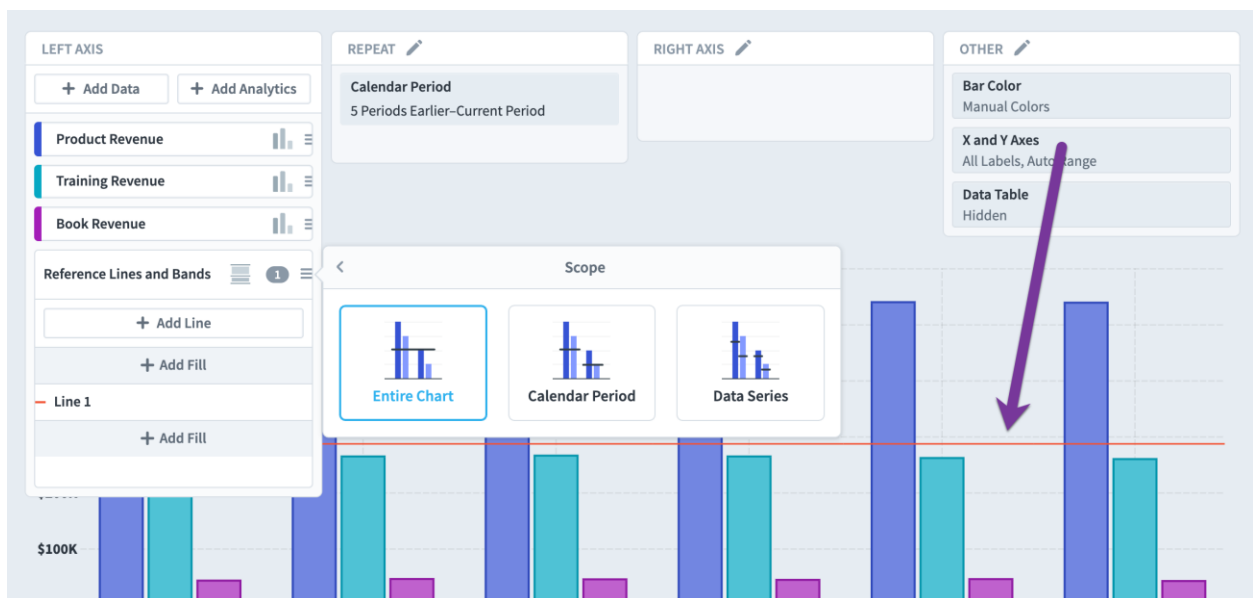 LEFT AXIS
+ Add Data
+ Add Analytics
Product Revenue
Training Revenue
Book Revenue
Reference Lines and Bands
1
+ Add Line
+ Add Fill
Line 1
+ Add Fill
REPEAT
Calendar Period
5 Periods Earlier–Current Period
RIGHT AXIS
OTHER
Bar Color
Manual Colors
X and Y Axes
All Labels, Auto Range
Data Table
Hidden
Scope
Entire Chart
Calendar Period
Data Series
$100K